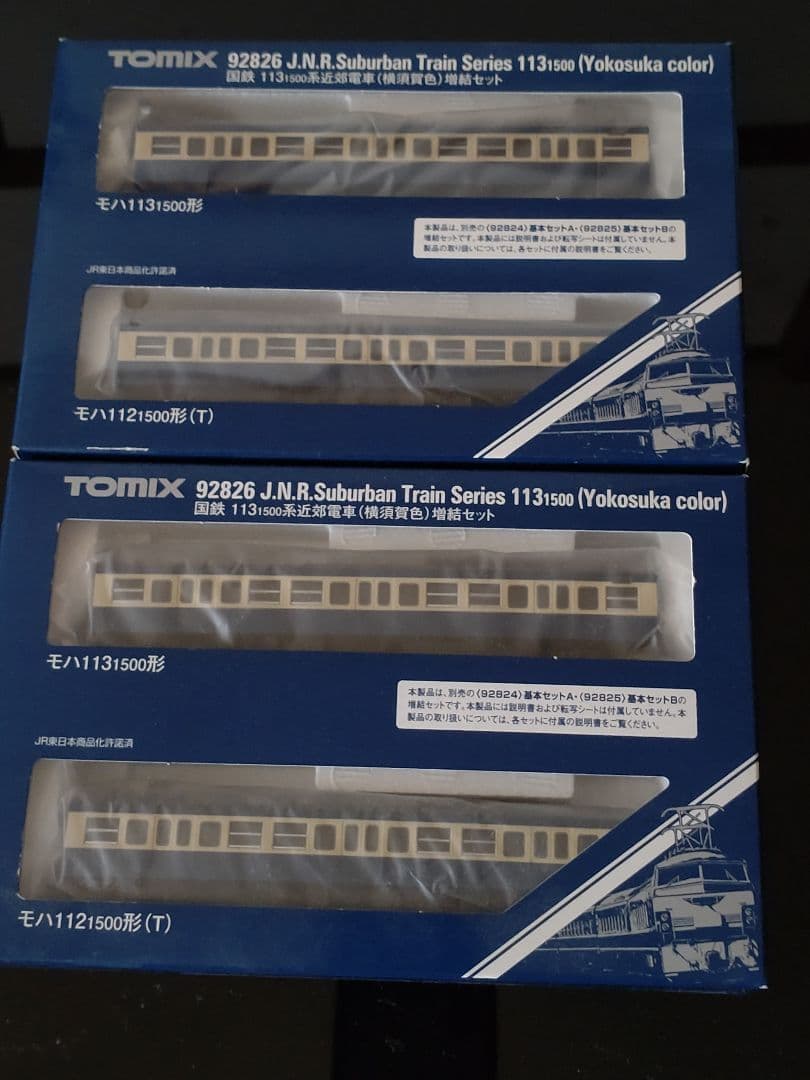 TOMIX 92826 J.N.R.Suburban Train Series 1131500 (Yokosuka color)
国鉄 1131500系近郊電車(横須賀色)増結セット
モハ1131500形
本製品は、別売の〈92824〉基本セットA・〈92825〉基本セットBの
増結セットです。本製品には説明書および転写シートは付属していません。本
製品の取り扱いについては、各セットに付属の説明書をご覧ください。
JR東日本商品化許諾済
モハ1121500形(T)
TOMIX 92826 J.N.R.Suburban Train Series 1131500 (Yokosuka color)
国鉄 1131500系近郊電車(横須賀色)増結セット
モハ1131500形
本製品は、別売の〈92824〉基本セットA・〈92825〉基本セットBの
増結セットです。本製品には説明書および転写シートは付属していません。本
製品の取り扱いについては、各セットに付属の説明書をご覧ください。
JR東日本商品化許諾済
モハ1121500形(T)